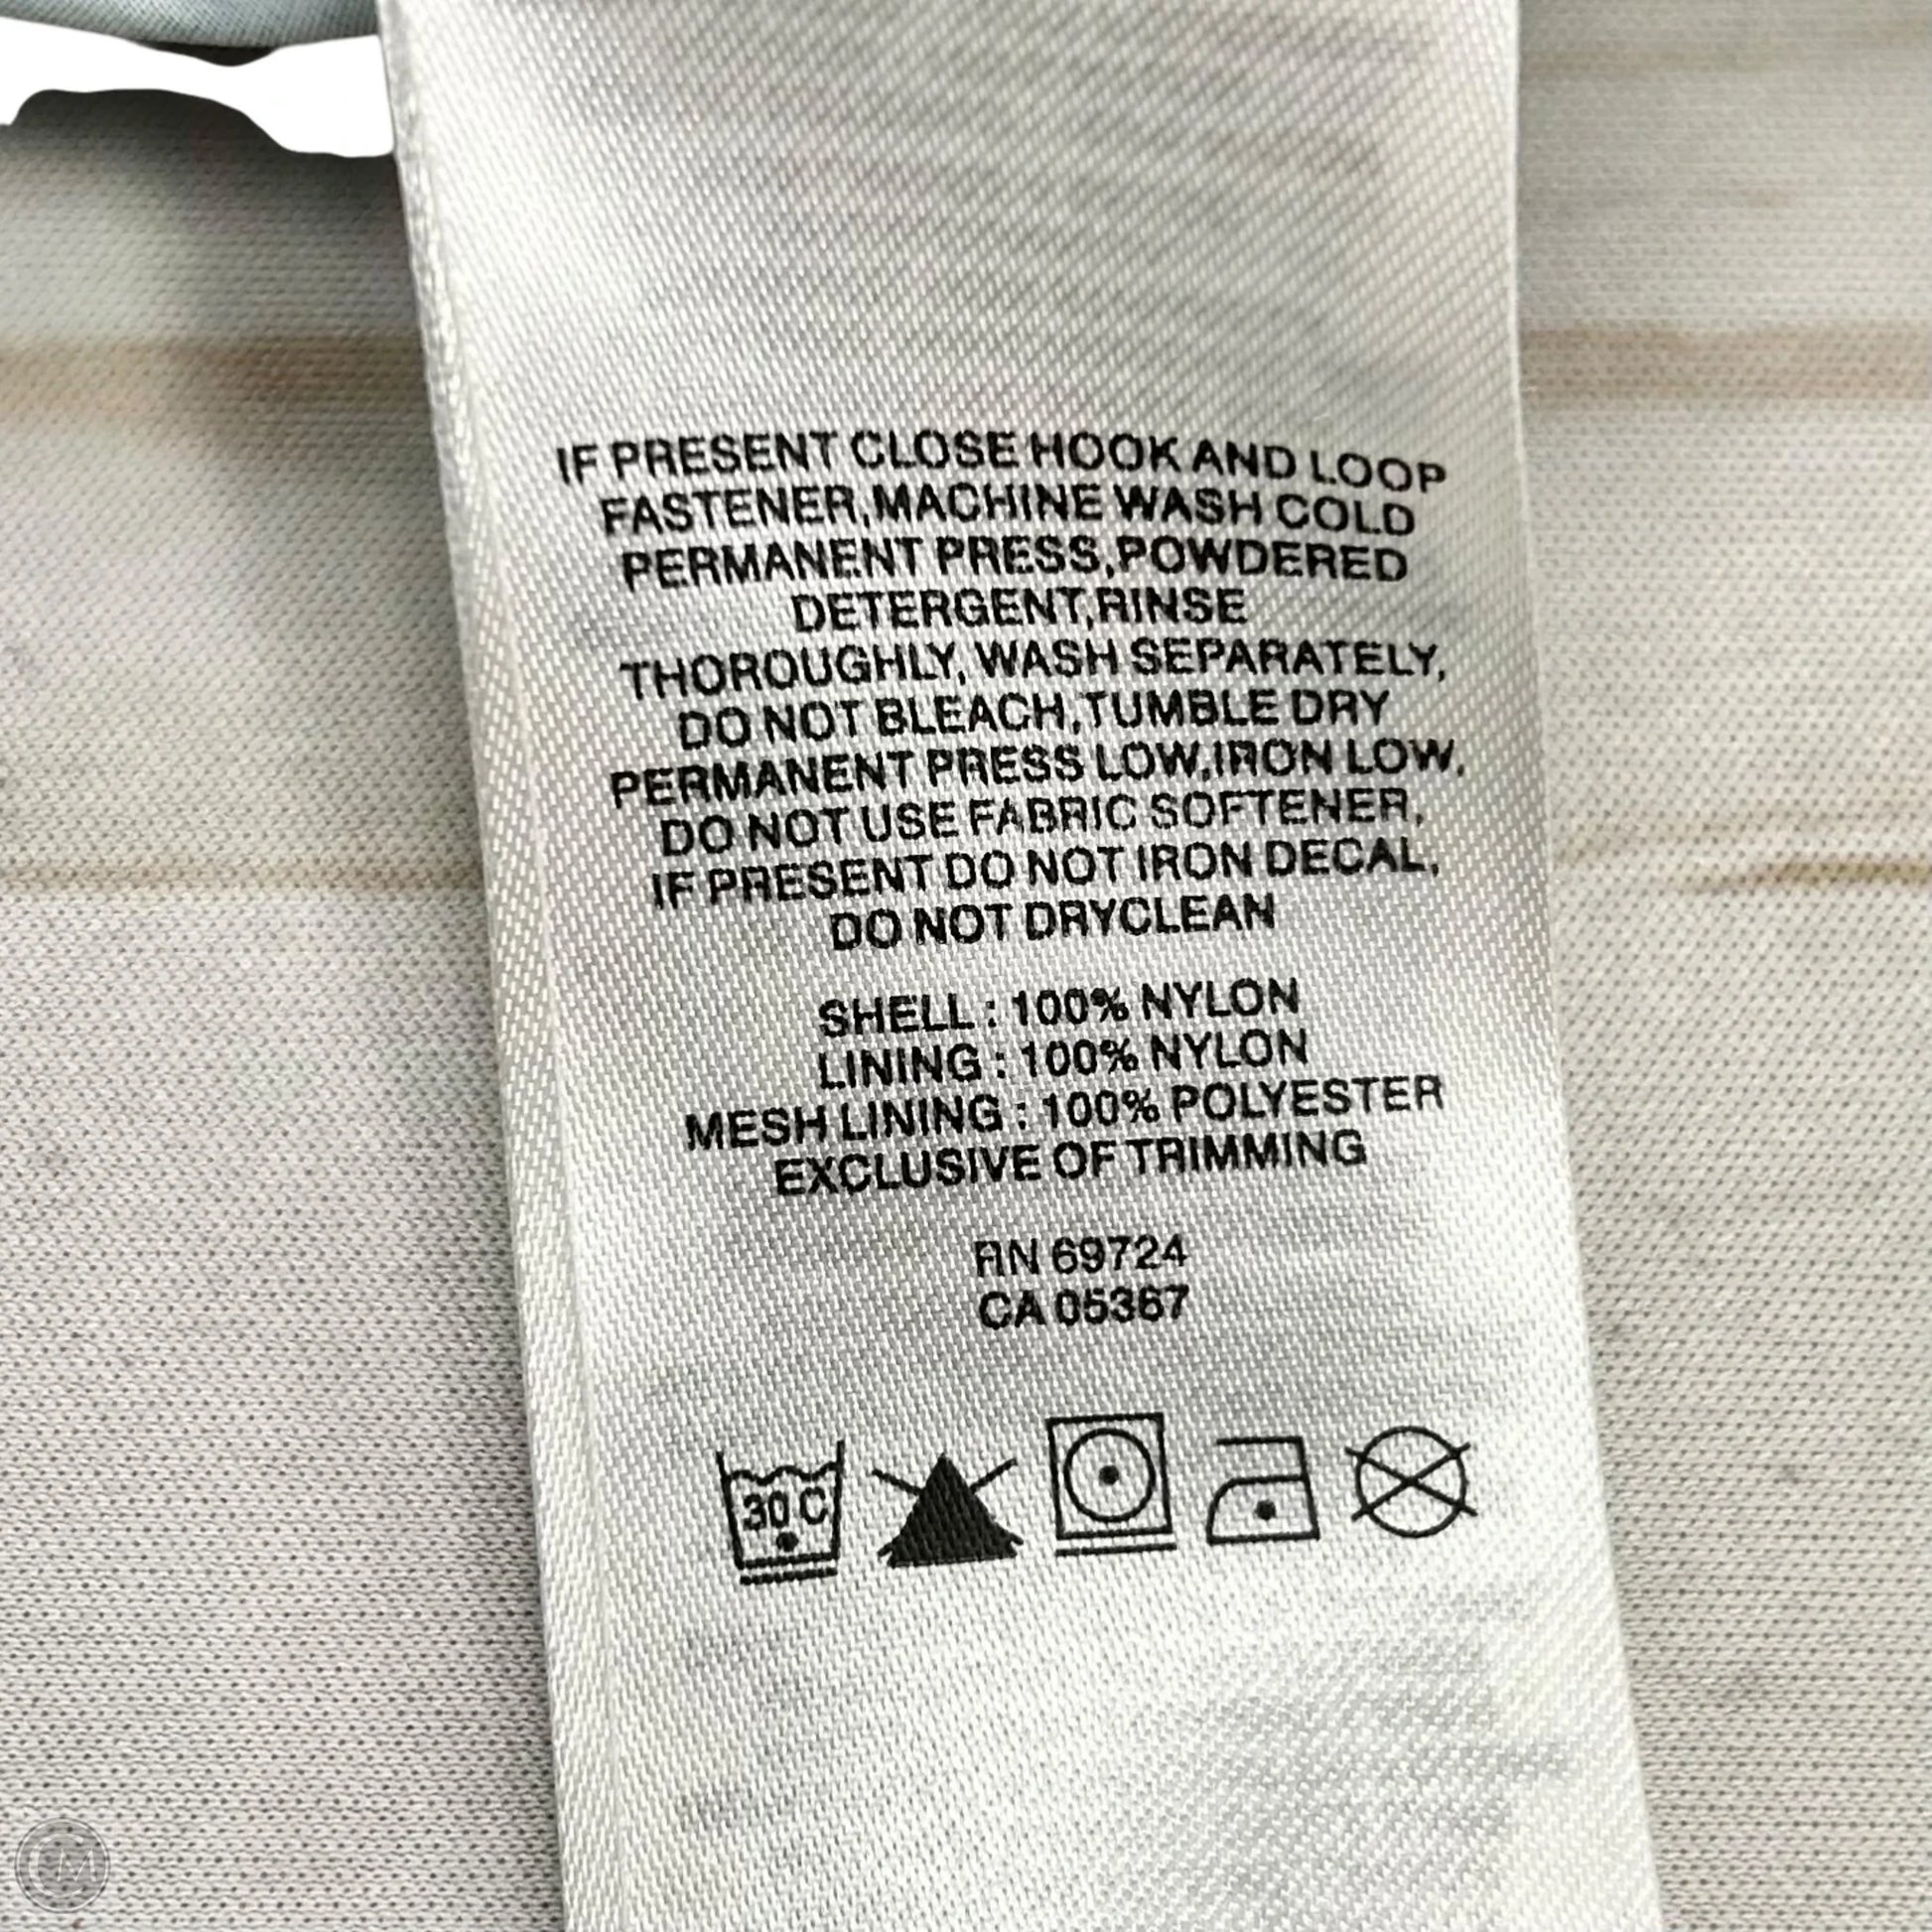 IF PRESENT CLOSE HOOK AND LOOP
FASTENER,MACHINE WASH COLD
PERMANENT PRESS,POWDERED
DETERGENT,RINSE
THOROUGHLY, WASH SEPARATELY,
DO NOT BLEACH,TUMBLE DRY
PERMANENT PRESS LOW,IRON LOW,
DO NOT USE FABRIC SOFTENER,
IF PRESENT DO NOT IRON DECAL,
DO NOT DRYCLEAN
SHELL : 100% NYLON
LINING : 100% NYLON
MESH LINING : 100% POLYESTER
EXCLUSIVE OF TRIMMING
RN 69724
CA 05367
30 C